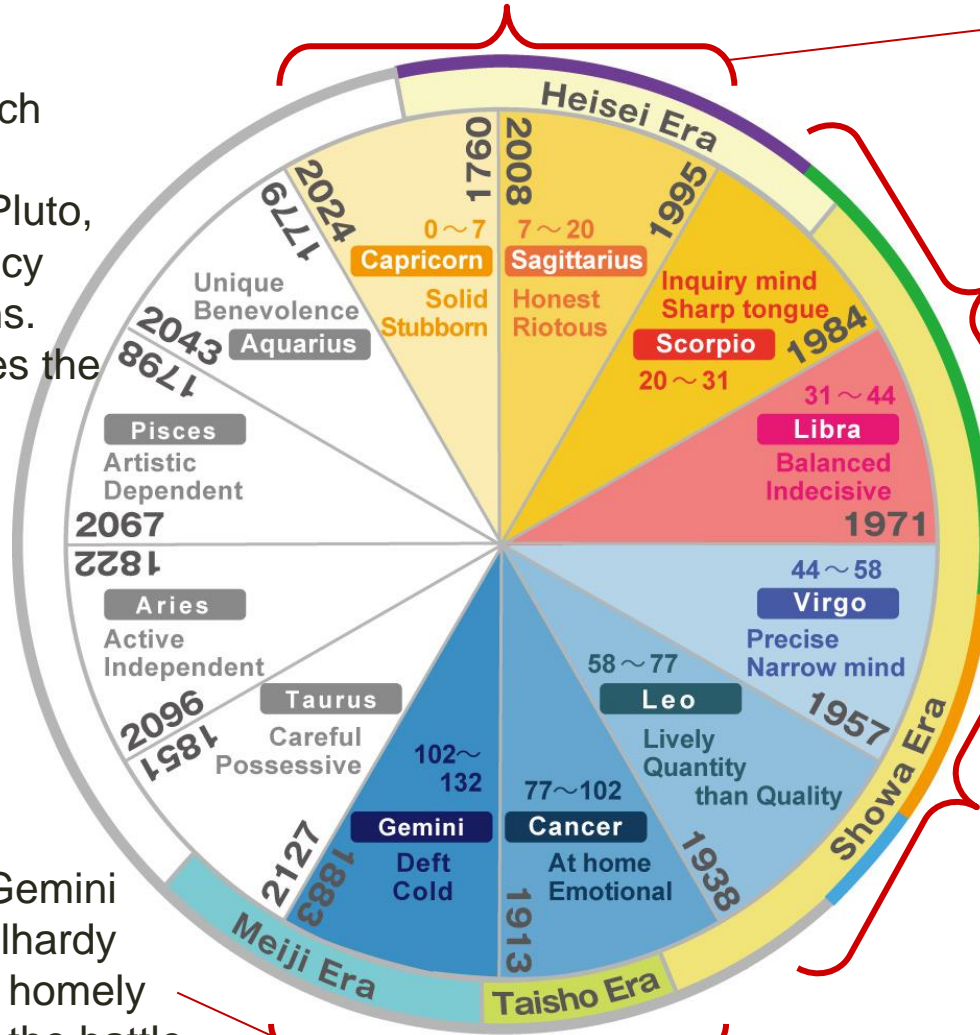 ch
Pluto,
cy
ns.
es the
Heisei Era
1779
2024
1760
2008
1995
0～7
Capricorn
Solid
Stubborn
7～20
Sagittarius
Honest
Riotous
Inquiry mind
Sharp tongue
Scorpio
20～31
1984
Unique
Benevolence
Aquarius
2043
1798
31～44
Libra
Balanced
Indecisive
1971
Pisces
Artistic
Dependent
2067
1822
Aries
Active
Independent
44～58
Virgo
Precise
Narrow mind
1957
58～77
Leo
Lively
Quantity
than Quality
1938
2096
1851
Taurus
Careful
Possessive
2127
1883
102～
132
Gemini
Deft
Cold
77～102
Cancer
At home
Emotional
1913
Showa Era
Taisho Era
Meiji Era
Gemini
lhardy
homely
the battle